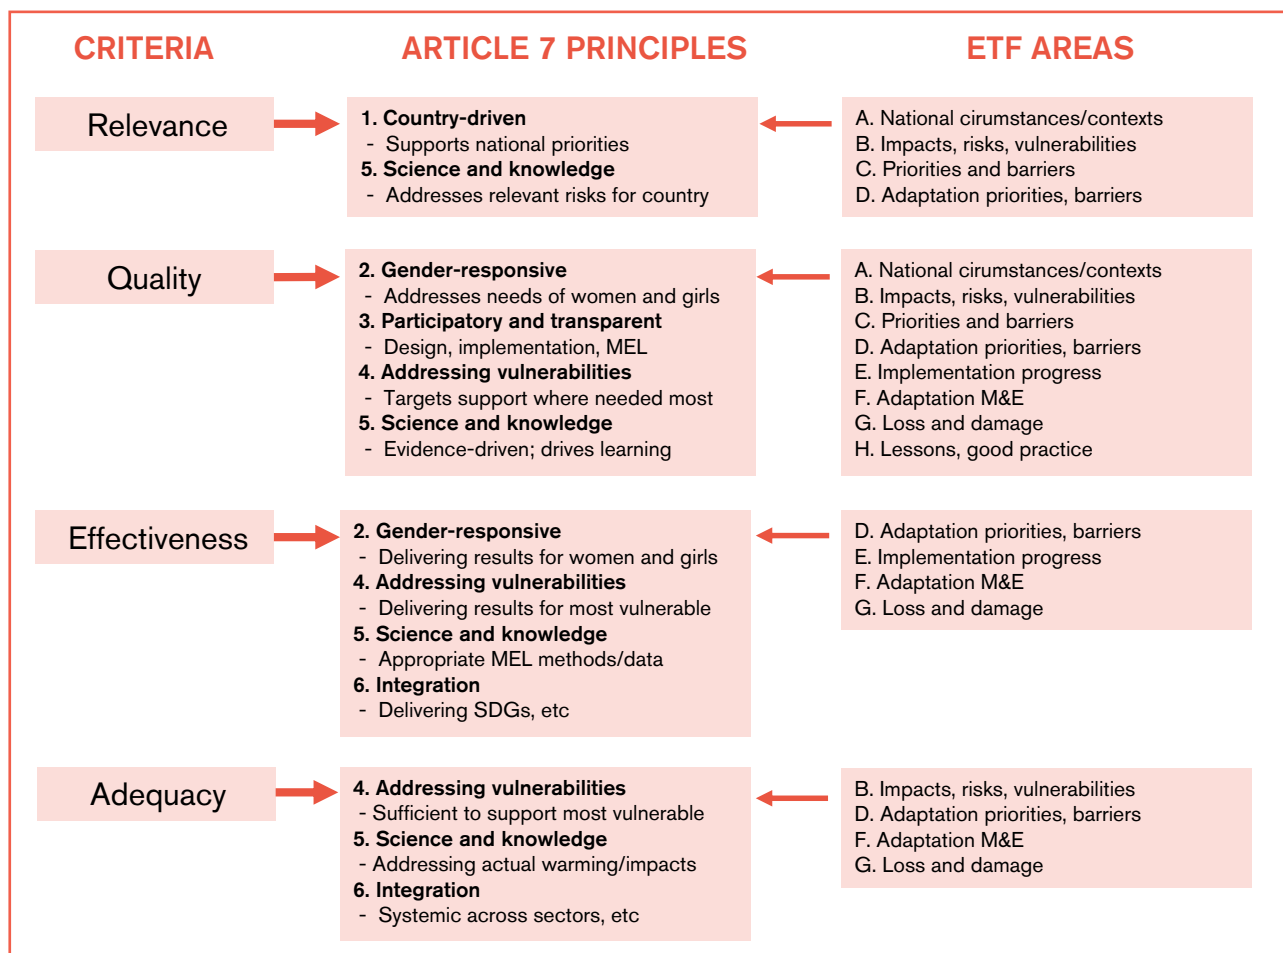 CRITERIA
ARTICLE 7 PRINCIPLES
ETF AREAS
Relevance
1. Country-driven
- Supports national priorities
5. Science and knowledge
- Addresses relevant risks for country
A. National cirumstances/contexts
B. Impacts, risks, vulnerabilities
C. Priorities and barriers
D. Adaptation priorities, barriers
Quality
2. Gender-responsive
- Addresses needs of women and girls
3. Participatory and transparent
- Design, implementation, MEL
4. Addressing vulnerabilities
- Targets support where needed most
5. Science and knowledge
- Evidence-driven; drives learning
A. National cirumstances/contexts
B. Impacts, risks, vulnerabilities
C. Priorities and barriers
D. Adaptation priorities, barriers
E. Implementation progress
F. Adaptation M&E
G. Loss and damage
H. Lessons, good practice
Effectiveness
2. Gender-responsive
- Delivering results for women and girls
4. Addressing vulnerabilities
- Delivering results for most vulnerable
5. Science and knowledge
- Appropriate MEL methods/data
6. Integration
- Delivering SDGs, etc
D. Adaptation priorities, barriers
E. Implementation progress
F. Adaptation M&E
G. Loss and damage
Adequacy
4. Addressing vulnerabilities
- Sufficient to support most vulnerable
5. Science and knowledge
- Addressing actual warming/impacts
6. Integration
- Systemic across sectors, etc
B. Impacts, risks, vulnerabilities
D. Adaptation priorities, barriers
F. Adaptation M&E
G. Loss and damage